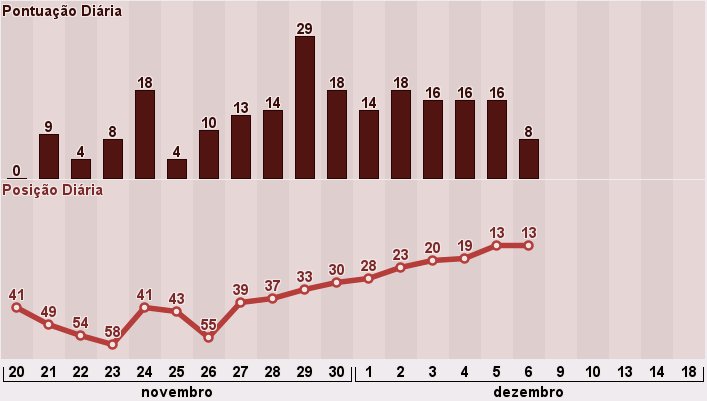 Pontuação Diária
0 9 4 8 18 4 10 13 14 29 18 14 18 16 16 16 8
Posição Diária
41 49 54 58 41 43 55 39 37 33 30 28 23 20 19 13 13
20 21 22 23 24 25 26 27 28 29 30 1 2 3 4 5 6 9 10 13 14 18
novembro dezembro